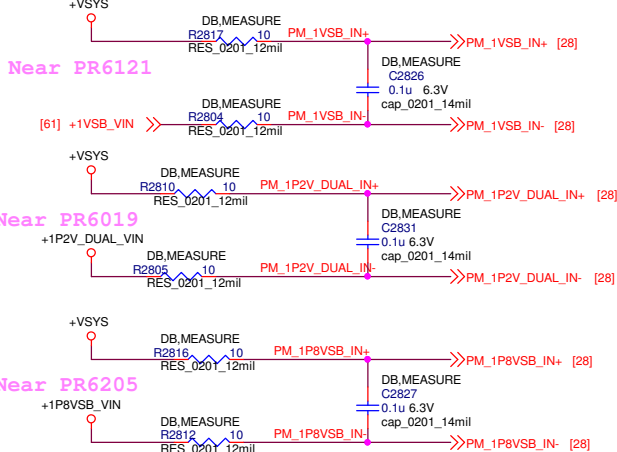 +VSYS
DB,MEASURE
R2817 10 PM_1VSB_IN+
RES_0201_12mil
PM_1VSB_IN+ [28]
Near PR6121
DB,MEASURE
C2826
0.1u 6.3V
cap_0201_14mil
DB,MEASURE
[61] +1VSB_VIN R2804 10 PM_1VSB_IN-
RES_0201_12mil
PM_1VSB_IN- [28]
+VSYS
DB,MEASURE
R2810 10 PM_1P2V_DUAL_IN+
RES_0201_12mil
PM_1P2V_DUAL_IN+ [28]
Near PR6019
DB,MEASURE
C2831
0.1u 6.3V
cap_0201_14mil
+1P2V_DUAL_VIN
DB,MEASURE
R2805 10 PM_1P2V_DUAL_IN-
RES_0201_12mil
PM_1P2V_DUAL_IN- [28]
+VSYS
DB,MEASURE
R2816 10 PM_1P8VSB_IN+
RES_0201_12mil
PM_1P8VSB_IN+ [28]
Near PR6205
DB,MEASURE
C2827
0.1u 6.3V
cap_0201_14mil
+1P8VSB_VIN
DB,MEASURE
R2812 10 PM_1P8VSB_IN-
RES_0201_12mil
PM_1P8VSB_IN- [28]